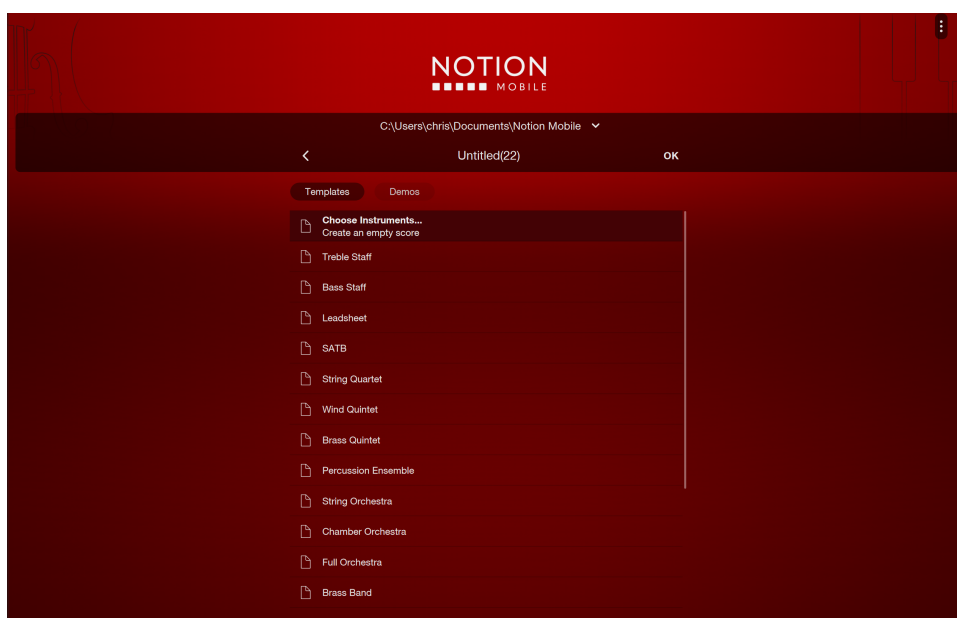 NOTION
MOBILE
C:\Users\chris\Documents\Notion Mobile
Untitled(22)
OK
Templates
Demos
Choose Instruments...
Create an empty score
Treble Staff
Bass Staff
Leadsheet
SATB
String Quartet
Wind Quintet
Brass Quintet
Percussion Ensemble
String Orchestra
Chamber Orchestra
Full Orchestra
Brass Band